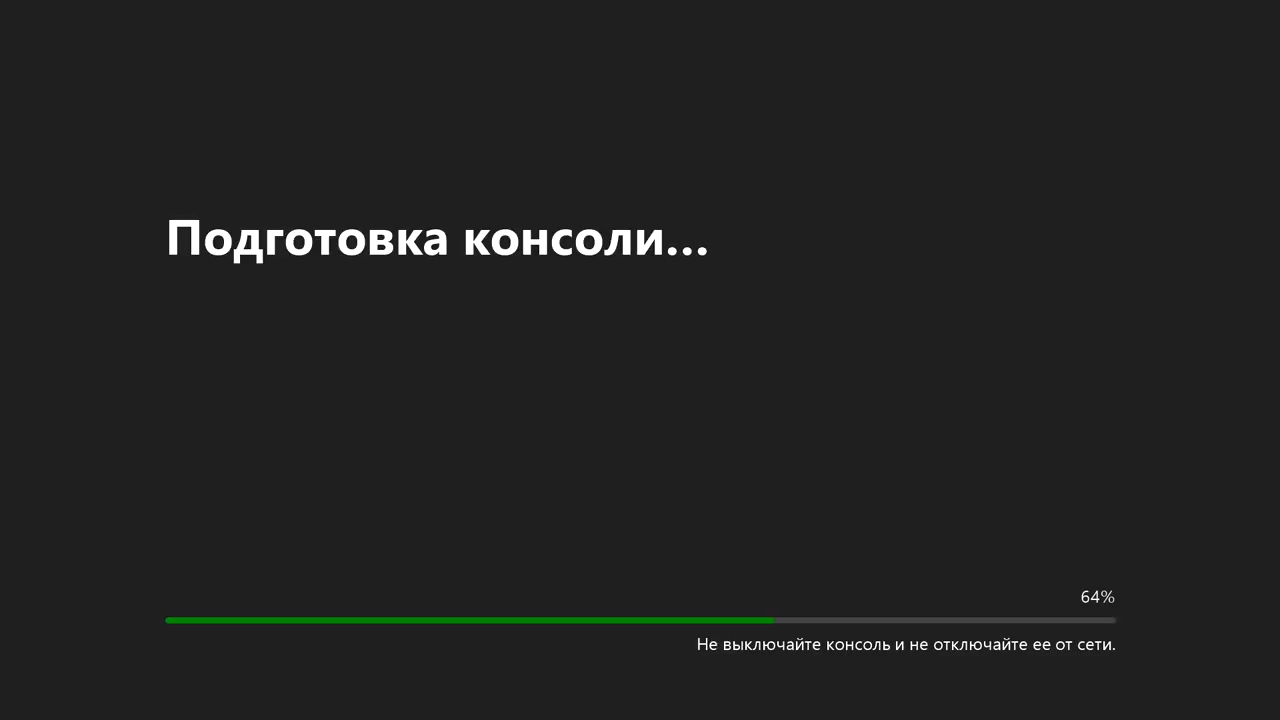 Подготовка консоли...
64%
Не выключайте консоль и не отключайте ее от сети.